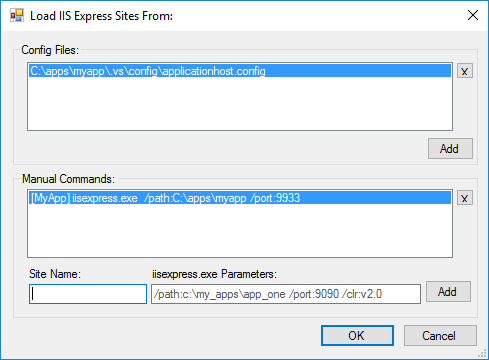 Load IIS Express Sites From:
Config Files:
C:\apps\myapp\.vs\config\applicationhost.config
X
Add
Manual Commands:
[MyApp] iisexpress.exe /path:C:\apps\myapp /port:9933
X
Site Name: iisexpress.exe Parameters:
/path:c:\my_apps\app_one /port:9090 /clr:v2.0 Add
OK Cancel